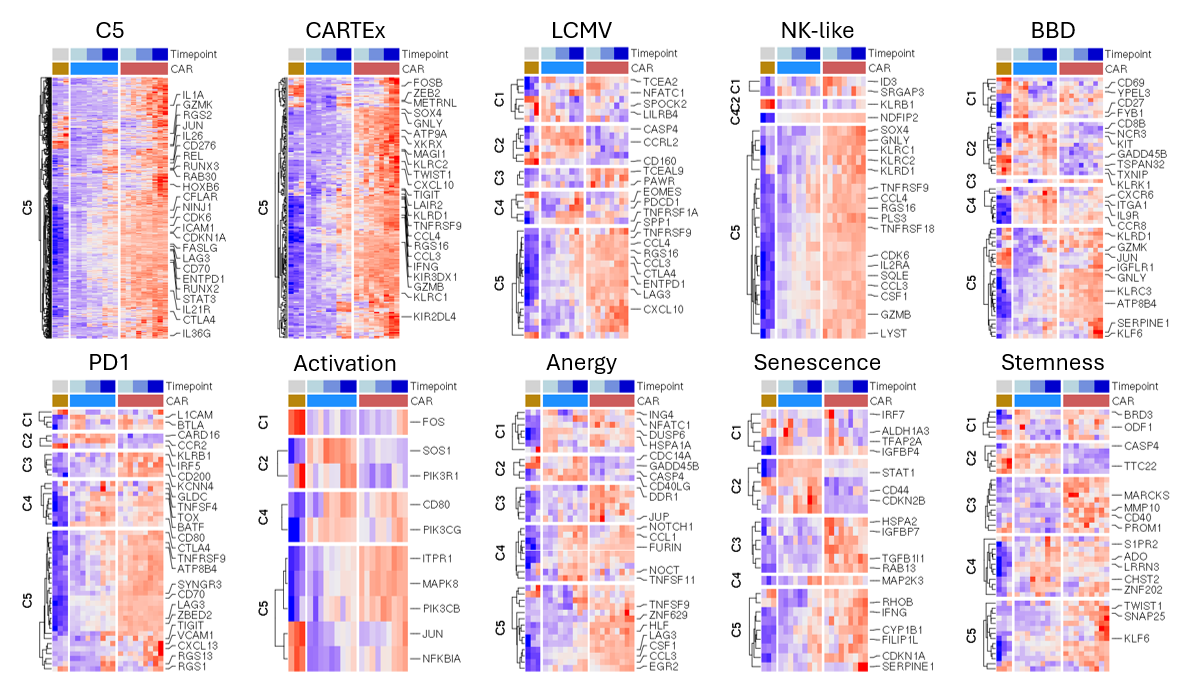 C5
Timepoint
CAR
C5
IL1A
GZMK
RGS2
JUN
IL26
CD276
REL
RUNX3
RAB30
HOXB6
CFLAR
NINJ1
CDK6
ICAM1
CDKN1A
FASLG
LAG3
CD70
ENTPD1
RUNX2
STAT3
IL21R
CTLA4
IL36G
CARTEx
Timepoint
CAR
C5
FOSB
ZEB2
METRNL
SOX4
GNLY
ATP9A
XKRX
MAGI1
KLRC2
TWIST1
CXCL10
TIGIT
LAIR2
KLRD1
TNFRSF9
CCL4
RGS16
CCL3
IFNG
KIR3DX1
GZMB
KLRC1
KIR2DL4
LCMV
Timepoint
CAR
C1
TCEA2
NFATC1
SPOCK2
LILRB4
C2
CASP4
CCRL2
CD160
C3
TCEAL9
PAWR
C4
EOMES
PDCD1
TNFRSF1A
SPP1
C5
TNFRSF9
CCL4
RGS16
CCL3
CTLA4
ENTPD1
LAG3
CXCL10
NK-like
Timepoint
CAR
C1
ID3
SRGAP3
C2
KLRB1
C4
NDFIP2
C5
SOX4
GNLY
KLRC1
KLRC2
KLRD1
TNFRSF9
CCL4
RGS16
PLS3
TNFRSF18
CDK6
IL2RA
SQLE
CCL3
CSF1
GZMB
LYST
BBD
Timepoint
CAR
C1
CD69
YPEL3
CD27
FYB1
C2
CD8B
NCR3
KIT
GADD45B
TSPAN32
TXNIP
C3
KLRK1
C4
CXCR6
ITGA1
IL9R
CCR8
C5
KLRD1
GZMK
JUN
IGFLR1
GNLY
KLRC3
ATP8B4
SERPINE1
KLF6
PD1
Timepoint
CAR
C1
L1CAM
BTLA
C2
CARD16
CCR2
C3
KLRB1
IRF5
CD200
C4
KCNN4
GLDC
TNFSF4
TOX
BATF
C5
CD80
CTLA4
TNFRSF9
ATP8B4
SYNGR3
CD70
LAG3
ZBED2
TIGIT
VCAM1
CXCL13
RGS13
RGS1
Activation
Timepoint
CAR
C1
FOS
C2
SOS1
PIK3R1
C4
CD80
PIK3CG
C5
ITPR1
MAPK8
PIK3CB
JUN
NFKBIA
Anergy
Timepoint
CAR
C1
ING4
NFATC1
DUSP6
HSPA1A
C2
CDC14A
GADD45B
CASP4
C3
CD40LG
DDR1
JUP
C4
NOTCH1
CCL1
FURIN
NOCT
TNFSF11
C5
TNFSF9
ZNF629
HLF
LAG3
CSF1
CCL3
EGR2
Senescence
Timepoint
CAR
C1
IRF7
ALDH1A3
TFAP2A
IGFBP4
C2
STAT1
CD44
CDKN2B
C3
HSPA2
IGFBP7
TGFB1I1
RAB13
C4
MAP2K3
C5
RHOB
IFNG
CYP1B1
FILIP1L
CDKN1A
SERPINE1
Stemness
Timepoint
CAR
C1
BRD3
ODF1
C2
CASP4
TTC22
C3
MARCKS
MMP10
CD40
PROM1
C4
S1PR2
ADO
LRRN3
CHST2
ZNF202
C5
TWIST1
SNAP25
KLF6